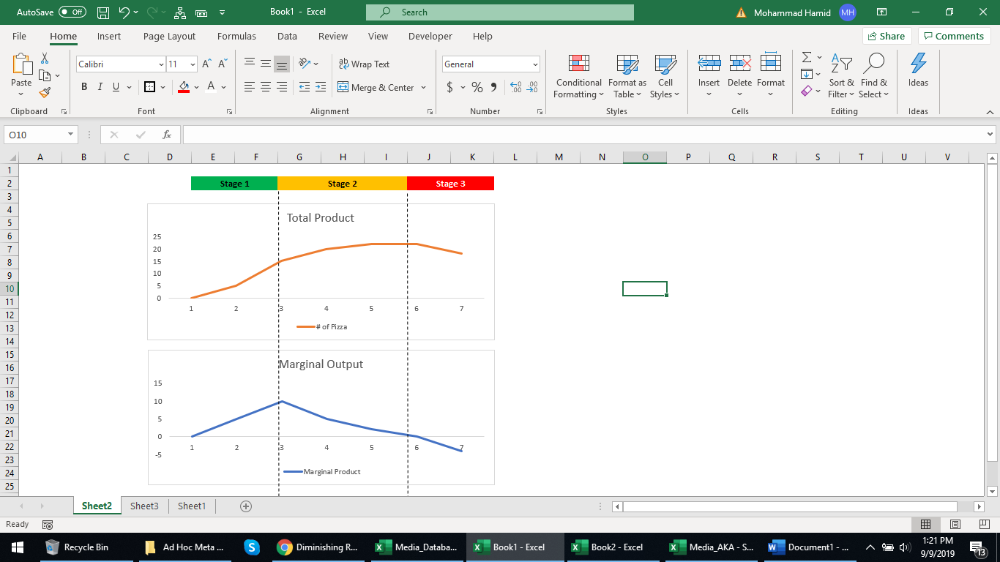 AutoSave Off Book1 - Excel Search Mohammad Hamid MH
File Home Insert Page Layout Formulas Data Review View Developer Help Share Comments
Calibri 11 A A ab Wrap Text General Σ A Z
Paste B I U A Merge & Center $ % Conditional Formatting Format as Table Cell Styles Insert Delete Format Sort & Filter Find & Select Ideas
Clipboard Font Alignment Number Styles Cells Editing Ideas
O10 fx
A B C D E F G H I J K L M N O P Q R S T U V
1
2 Stage 1 Stage 2 Stage 3
3
4
5 Total Product
6 25
7 20
8 15
9 10
10 5
11 0
12 1 2 3 4 5 6 7
13 # of Pizza
14
15
16 Marginal Output
17 15
18 10
19
20 5
21 0
22 1 2 3 4 5 6 7
23 -5
24 Marginal Product
25
Sheet2 Sheet3 Sheet1
Ready
Recycle Bin Ad Hoc Meta ... S Diminishing R... Media_Databa... Book1 - Excel Book2 - Excel Media_AKA - S... Document1 - ... 1:21 PM
9/9/2019 13